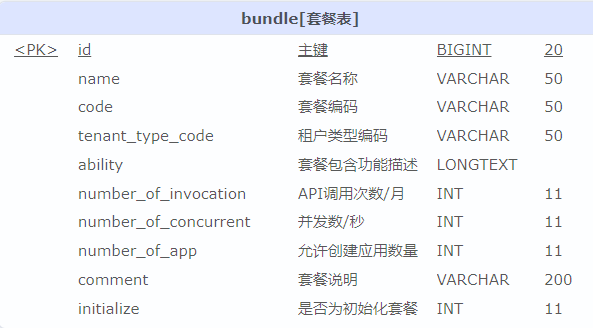 bundle[套餐表]
<PK> id 主键 BIGINT 20
name 套餐名称 VARCHAR 50
code 套餐编码 VARCHAR 50
tenant_type_code 租户类型编码 VARCHAR 50
ability 套餐包含功能描述 LONGTEXT
number_of_invocation API调用次数/月 INT 11
number_of_concurrent 并发数/秒 INT 11
number_of_app 允许创建应用数量 INT 11
comment 套餐说明 VARCHAR 200
initialize 是否为初始化套餐 INT 11